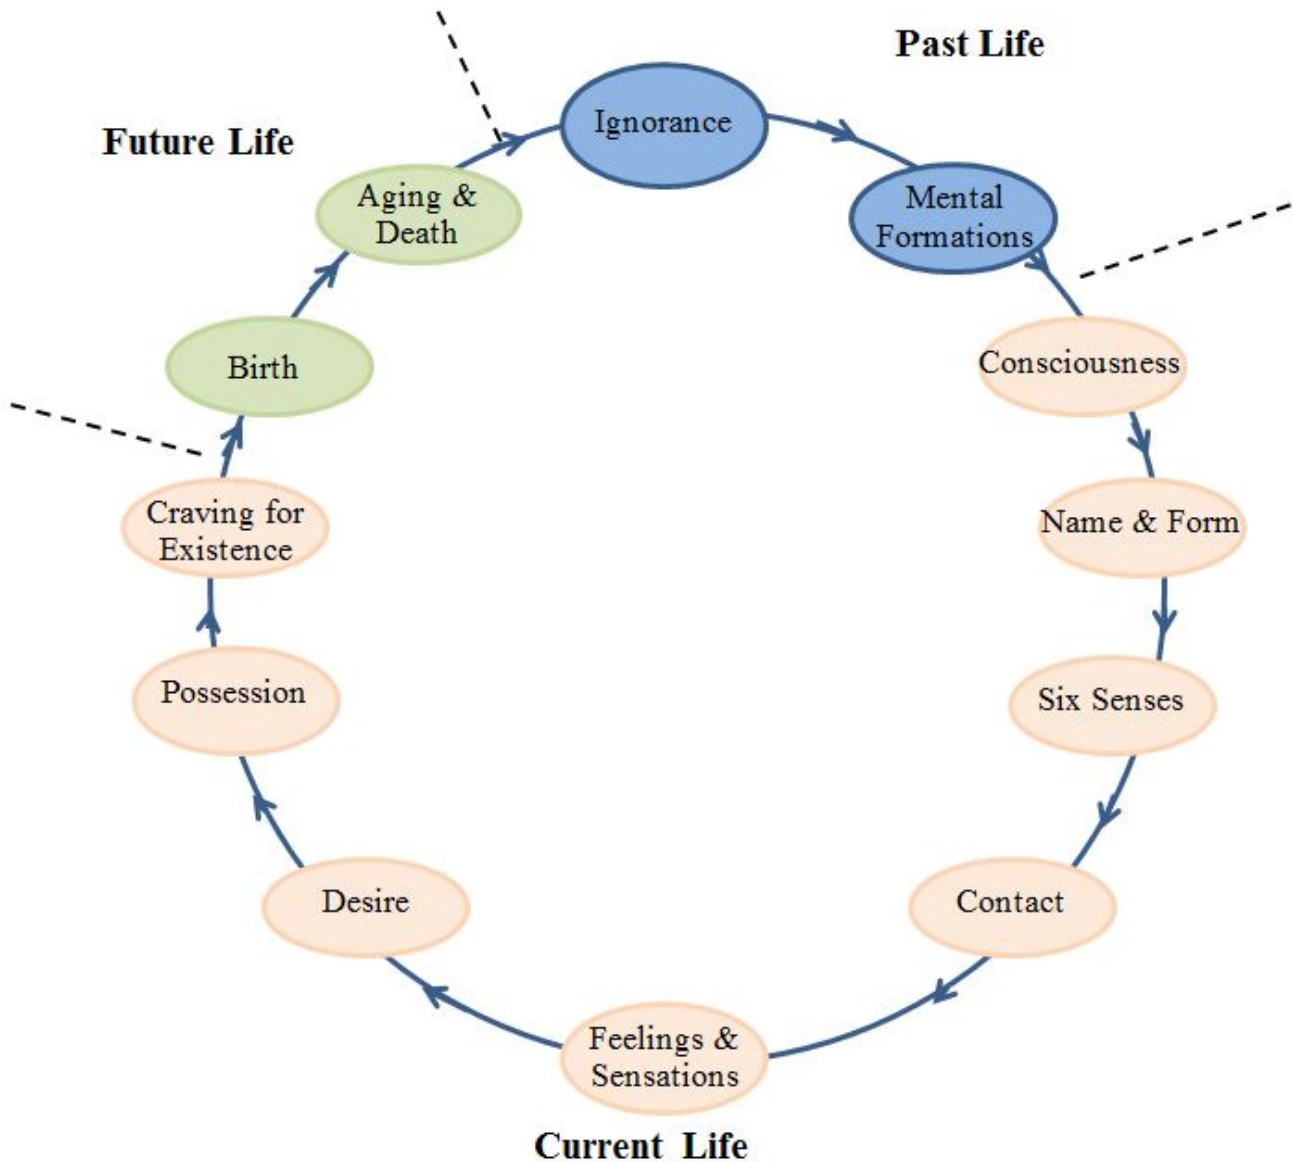 Past Life
Ignorance
Mental
Formations
Consciousness
Name & Form
Six Senses
Contact
Feelings &
Sensations
Current Life
Desire
Possession
Craving for
Existence
Birth
Aging &
Death
Future Life